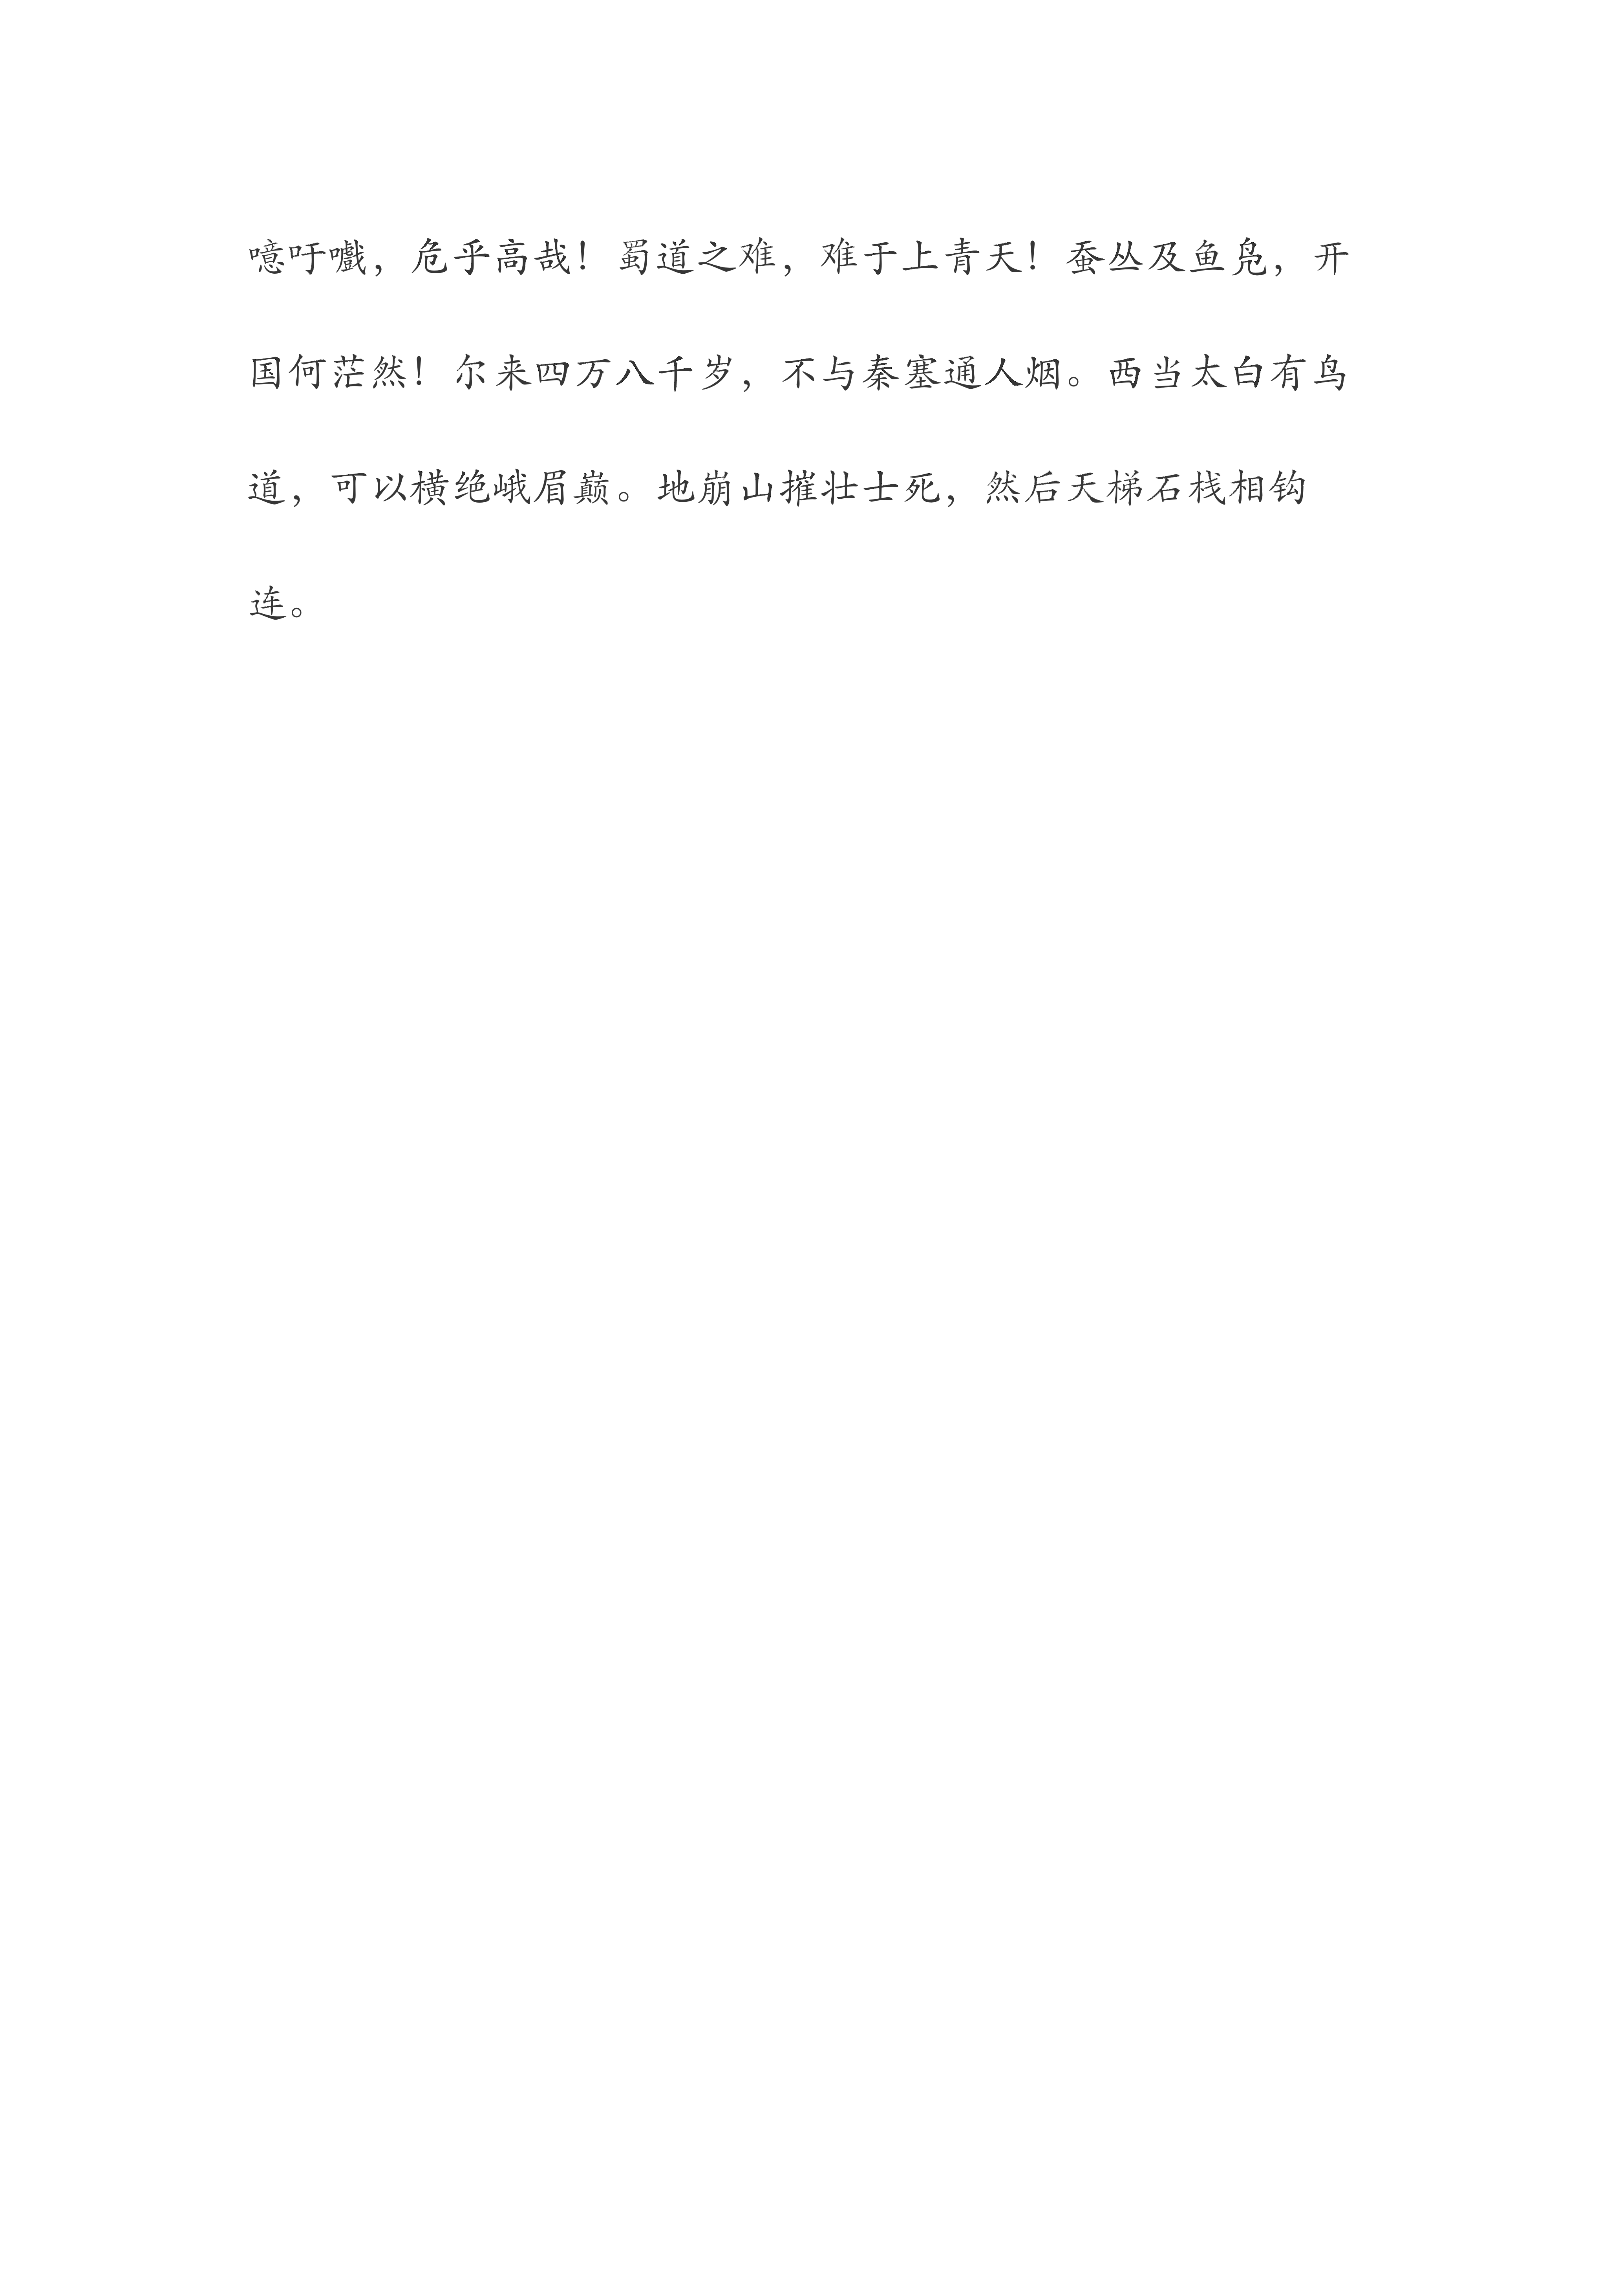 噫吁嚱，危乎高哉！蜀道之难，难于上青天！蚕丛及鱼凫，开
国何茫然！尔来四万八千岁，不与秦塞通人烟。西当太白有鸟
道，可以横绝峨眉巅。地崩山摧壮士死，然后天梯石栈相钩
连。